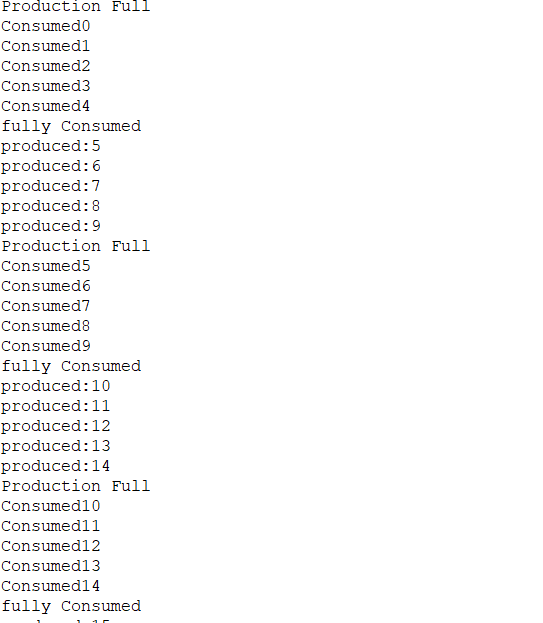 Production Full
Consumed0
Consumed1
Consumed2
Consumed3
Consumed4
fully Consumed
produced:5
produced:6
produced:7
produced:8
produced:9
Production Full
Consumed5
Consumed6
Consumed7
Consumed8
Consumed9
fully Consumed
produced:10
produced:11
produced:12
produced:13
produced:14
Production Full
Consumed10
Consumed11
Consumed12
Consumed13
Consumed14
fully Consumed